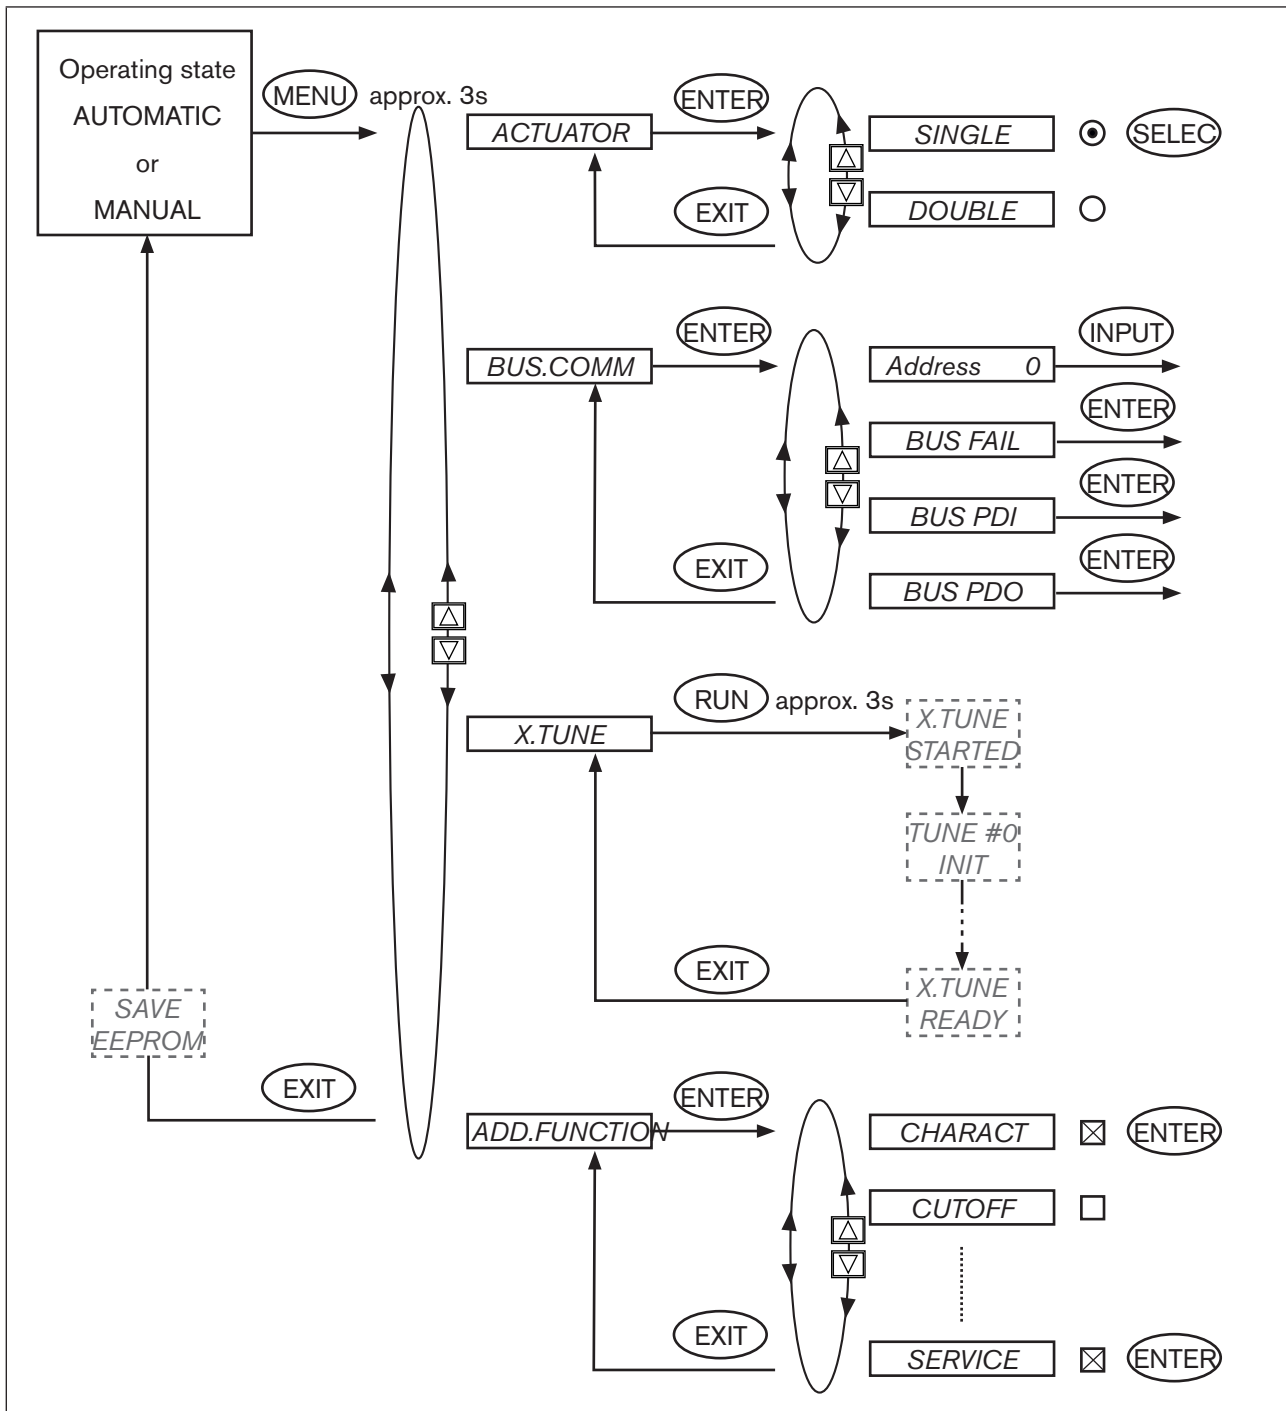 Operating state
AUTOMATIC
or
MANUAL
MENU approx. 3s
ACTUATOR
ENTER
SINGLE
SELEC
EXIT
DOUBLE
BUS.COMM
ENTER
Address 0
INPUT
BUS FAIL
ENTER
BUS PDI
ENTER
EXIT
BUS PDO
ENTER
X.TUNE
RUN approx. 3s
X.TUNE
STARTED
TUNE #0
INIT
EXIT
X.TUNE
READY
SAVE
EEPROM
EXIT
ADD.FUNCTION
ENTER
CHARACT
ENTER
CUTOFF
EXIT
SERVICE
ENTER